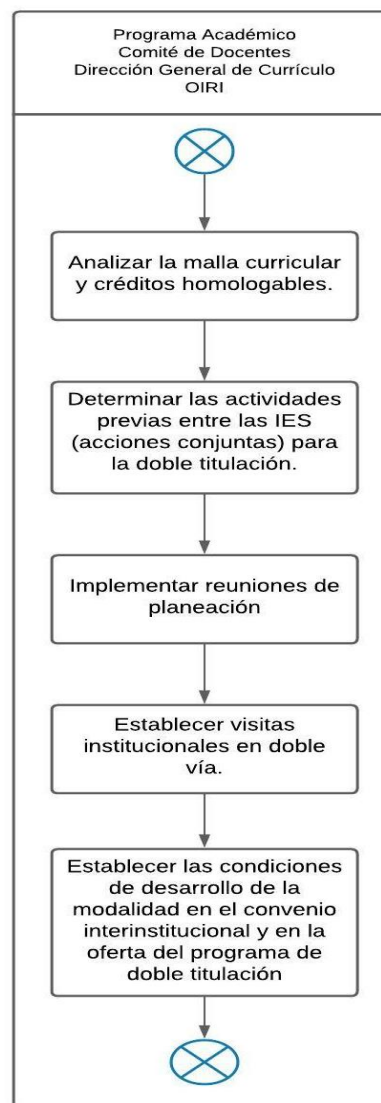 Programa Académico
Comité de Docentes
Dirección General de Currículo
OIRI
Analizar la malla curricular
y créditos homologables.
Determinar las actividades
previas entre las IES
(acciones conjuntas) para
la doble titulación.
Implementar reuniones de
planeación
Establecer visitas
institucionales en doble
vía.
Establecer las condiciones
de desarrollo de la
modalidad en el convenio
interinstitucional y en la
oferta del programa de
doble titulación